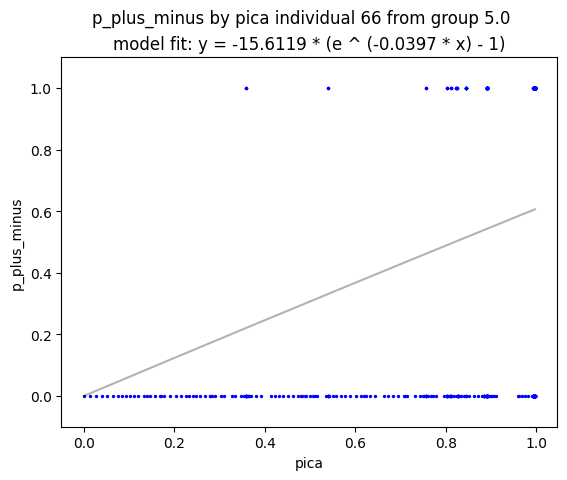 p_plus_minus by pica individual 66 from group 5.0
model fit: y = -15.6119 * (e ^ (-0.0397 * x) - 1)
1.0
0.8
0.6
0.4
0.2
0.0
p_plus_minus
0.0 0.2 0.4 0.6 0.8 1.0
pica